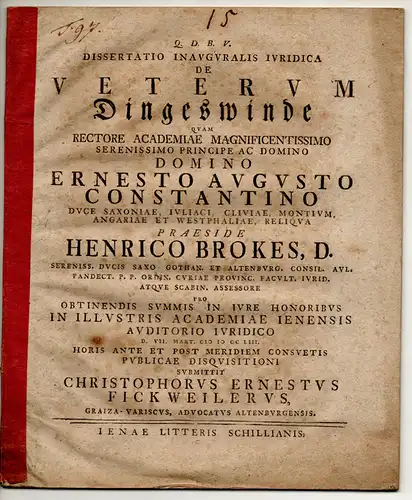 15
F. 97.
Q. D. B. V.
DISSERTATIO INAVGVRALIS IVRIDICA
DE
VETERVM
Dingeswinde
QVAM
RECTORE ACADEMIAE MAGNIFICENTISSIMO
SERENISSIMO PRINCIPE AC DOMINO
DOMINO
ERNESTO AVGVSTO
CONSTANTINO
DVCE SAXONIAE, IVLIACI, CLIVIAE, MONTIVM,
ANGARIAE ET WESTPHALIAE, RELIQVA
PRAESIDE
HENRICO BROKES, D.
SERENISS. DVCIS SAXO-GOTHAN. ET ALTENBVRG. CONSIL. AVL.
PANDECT. P. P. ORDIN. CVRIAE PROVINC. FACVLT. IVRID.
ATQVE SCABIN. ASSESSORE
PRO
OBTINENDIS SVMMIS IN IVRE HONORIBVS
IN ILLVSTRIS ACADEMIAE IENENSIS
AVDITORIO IVRIDICO
D. VII. MART. CIↃ IↃ CC LIII.
HORIS ANTE ET POST MERIDIEM CONSVETIS
PVBLICAE DISQVISITIONI
SVBMITTIT
CHRISTOPHORVS ERNESTVS
FICKWEILERVS,
GRAIZA-VARISCVS, ADVOCATVS ALTENBVRGENSIS.
IENAE LITTERIS SCHILLIANIS.